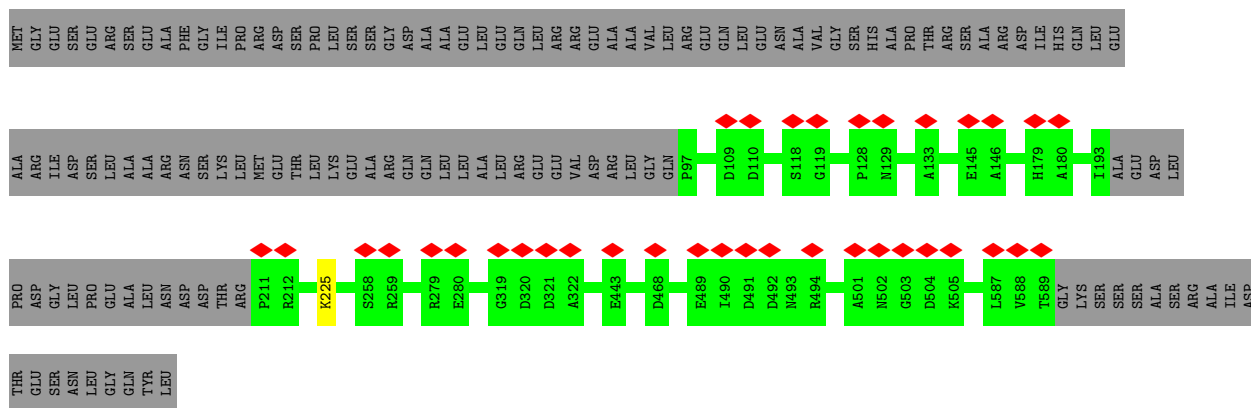 MET GLY GLU SER GLU ARG SER GLU ALA PHE GLY ILE PRO ARG ASP SER PRO LEU SER SER GLY ASP ALA ALA GLU LEU GLU GLN LEU ARG ARG GLU ALA ALA VAL LEU ARG GLU GLN LEU GLU ASN ALA VAL GLY SER HIS ALA PRO THR ARG SER ALA ARG ASP ILE HIS GLN LEU GLU
ALA ARG ILE ASP SER LEU ALA ALA ARG ASN SER LYS LEU MET GLU THR LEU LYS GLU ALA ARG GLN GLN LEU LEU ALA LEU ARG GLU GLU VAL ASP ARG LEU GLY GLN P97 D109 D110 S118 G119 P128 N129 A133 E145 A146 H179 A180 I193 ALA GLU ASP LEU
PRO ASP GLY LEU PRO GLU ALA LEU ASN ASP ASP THR ARG P211 R212 K225 S258 R259 R279 E280 G319 D320 D321 A322 E443 D468 E489 I490 D491 D492 N493 R494 A501 N502 G503 D504 K505 L587 V588 T589 GLY LYS SER SER SER ALA SER ARG ALA ILE ASP
THR GLU SER ASN LEU GLY GLN TYR LEU